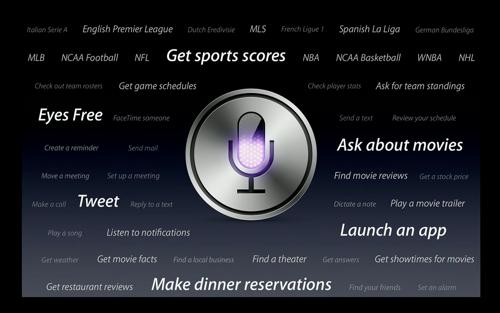 Italian Serie A English Premier League Dutch Eredivisie MLS French Ligue 1 Spanish La Liga German Bundesliga
MLB NCAA Football NFL Get sports scores NBA NCAA Basketball WNBA NHL
Check out team rosters Get game schedules Check player stats Ask for team standings
Eyes Free FaceTime someone Send a text Review your schedule
Create a reminder Send mail Ask about movies
Move a meeting Set up a meeting Find movie reviews Get a stock price
Make a call Tweet Reply to a text Dictate a note Play a movie trailer
Play a song Listen to notifications Launch an app
Get weather Get movie facts Find a local business Find a theater Get answers Get showtimes for movies
Get restaurant reviews Make dinner reservations Find your friends Set an alarm